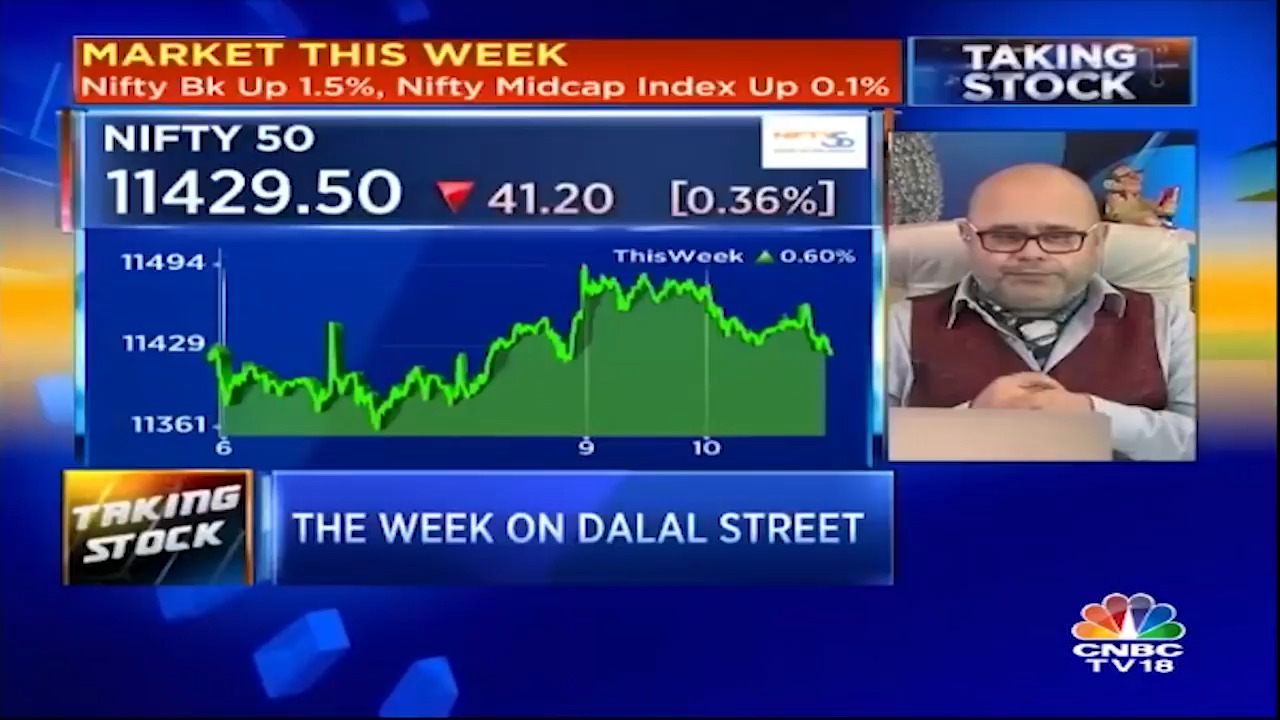 MARKET THIS WEEK
Nifty Bk Up 1.5%, Nifty Midcap Index Up 0.1%
TAKING
STOCK
NIFTY 50
11429.50 ▼ 41.20 [0.36%]
ThisWeek ▲ 0.60%
11494
11429
11361
6 9 10
TAKING
STOCK
THE WEEK ON DALAL STREET
CNBC
TV18